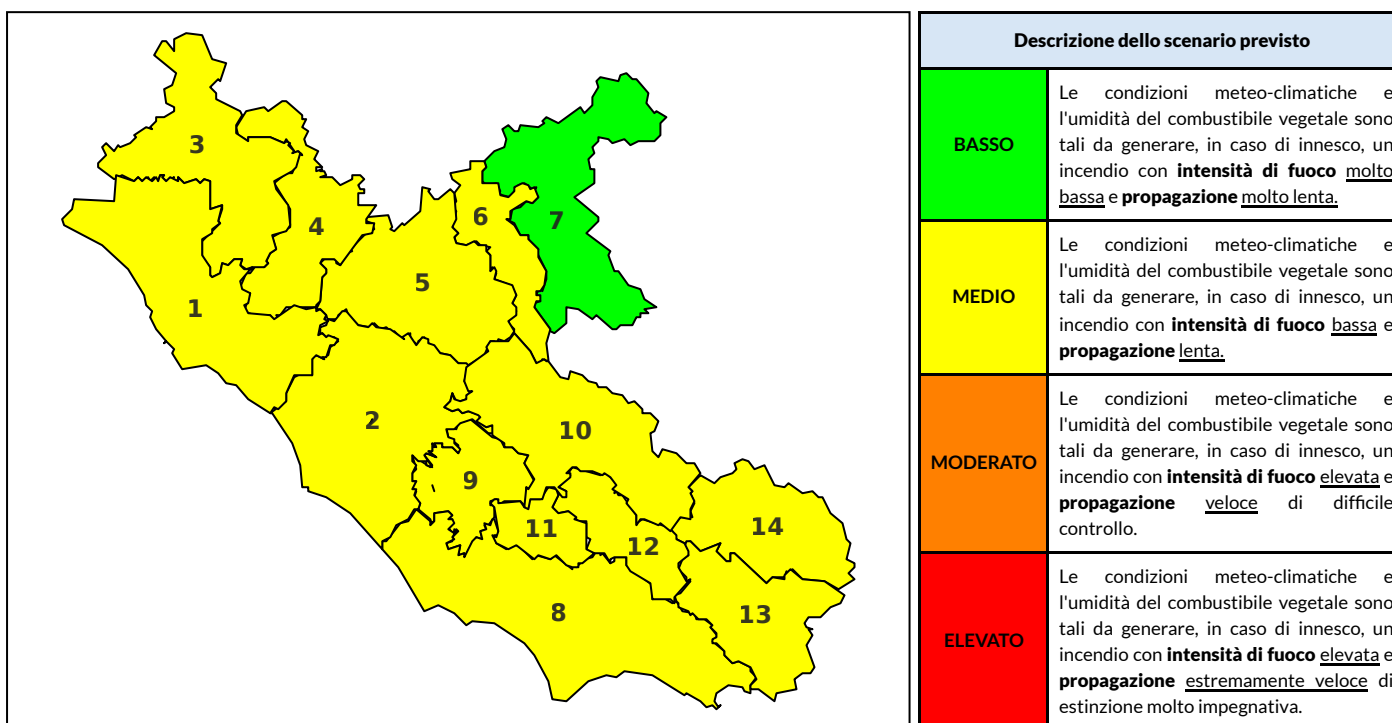 3
4
6
7
5
1
2
10
9
14
11
12
8
13
Descrizione dello scenario previsto
BASSO
Le condizioni meteo-climatiche e
l'umidità del combustibile vegetale sono
tali da generare, in caso di innesco, un
incendio con intensità di fuoco molto
bassa e propagazione molto lenta.
MEDIO
Le condizioni meteo-climatiche e
l'umidità del combustibile vegetale sono
tali da generare, in caso di innesco, un
incendio con intensità di fuoco bassa e
propagazione lenta.
MODERATO
Le condizioni meteo-climatiche e
l'umidità del combustibile vegetale sono
tali da generare, in caso di innesco, un
incendio con intensità di fuoco elevata e
propagazione veloce di difficile
controllo.
ELEVATO
Le condizioni meteo-climatiche e
l'umidità del combustibile vegetale sono
tali da generare, in caso di innesco, un
incendio con intensità di fuoco elevata e
propagazione estremamente veloce di
estinzione molto impegnativa.